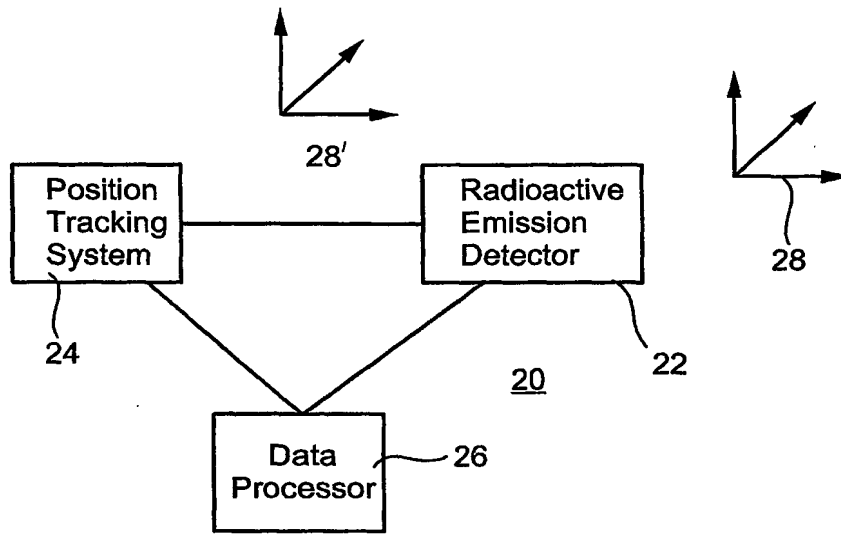 28'
Position
Tracking
System
Radioactive
Emission
Detector
28
24
22
20
Data
Processor
26